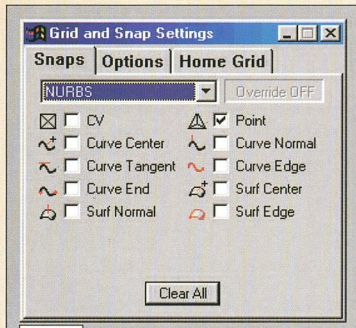 Grid and Snap Settings
Snaps Options Home Grid
NURBS Override OFF
CV Point
Curve Center Curve Normal
Curve Tangent Curve Edge
Curve End Surf Center
Surf Normal Surf Edge
Clear All